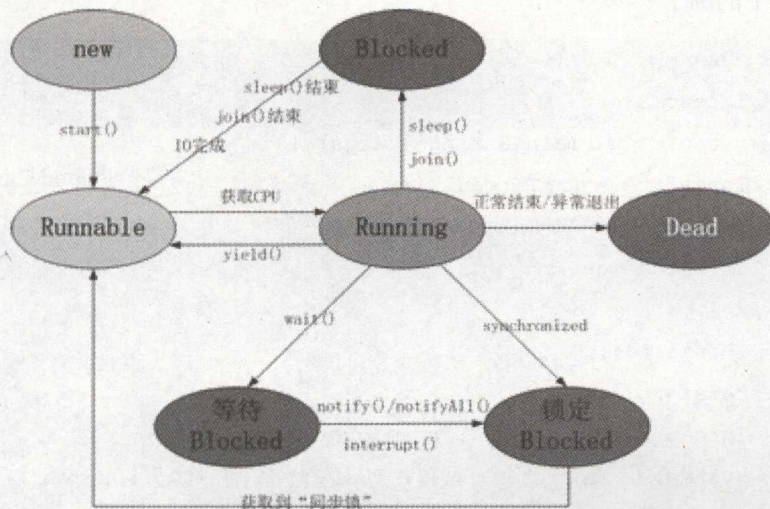 new
Blocked
sleep()结束
start()
join()结束
IO完成
sleep()
join()
获取CPU
正常结束/异常退出
Runnable
Running
Dead
yield()
wait()
synchronized
等待
Blocked
notify()/notifyAll()
interrupt()
锁定
Blocked
获取到“同步锁”